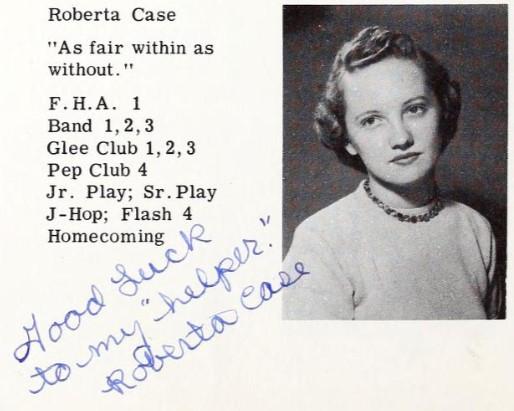 Roberta Case
"As fair within as
without."
F.H.A. 1
Band 1,2,3
Glee Club 1,2,3
Pep Club 4
Jr. Play; Sr. Play
J-Hop; Flash 4
Homecoming
Good Luck
to my "helper."
Roberta Case